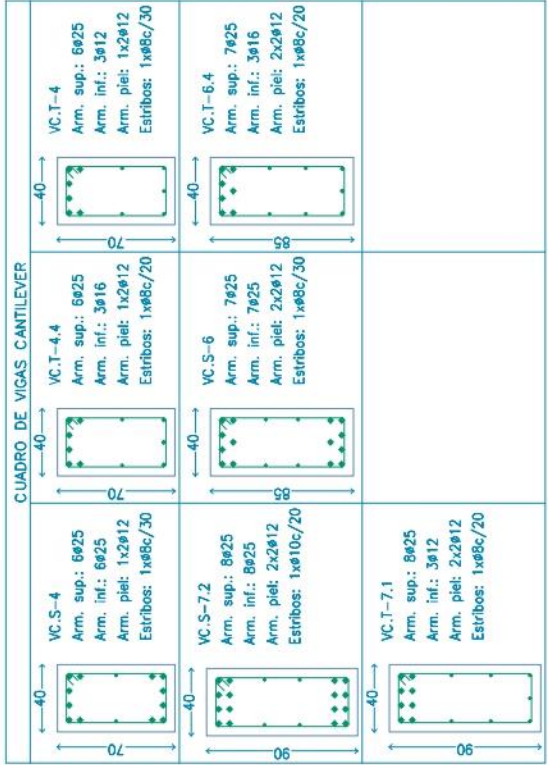 CUADRO DE VIGAS CANTILEVER
40
70
VC.S-4
Arm. sup.: 6ø25
Arm. inf.: 6ø25
Arm. piel: 1x2ø12
Estribos: 1xø8c/30
40
70
VC.T-4.4
Arm. sup.: 6ø25
Arm. inf.: 3ø16
Arm. piel: 1x2ø12
Estribos: 1xø8c/20
40
70
VC.T-4
Arm. sup.: 6ø25
Arm. inf.: 3ø12
Arm. piel: 1x2ø12
Estribos: 1xø8c/30
40
90
VC.S-7.2
Arm. sup.: 8ø25
Arm. inf.: 8ø25
Arm. piel: 2x2ø12
Estribos: 1xø10c/20
40
85
VC.S-6
Arm. sup.: 7ø25
Arm. inf.: 7ø25
Arm. piel: 2x2ø12
Estribos: 1xø8c/30
40
85
VC.T-6.4
Arm. sup.: 7ø25
Arm. inf.: 3ø16
Arm. piel: 2x2ø12
Estribos: 1xø8c/20
40
90
VC.T-7.1
Arm. sup.: 8ø25
Arm. inf.: 3ø12
Arm. piel: 2x2ø12
Estribos: 1xø8c/20